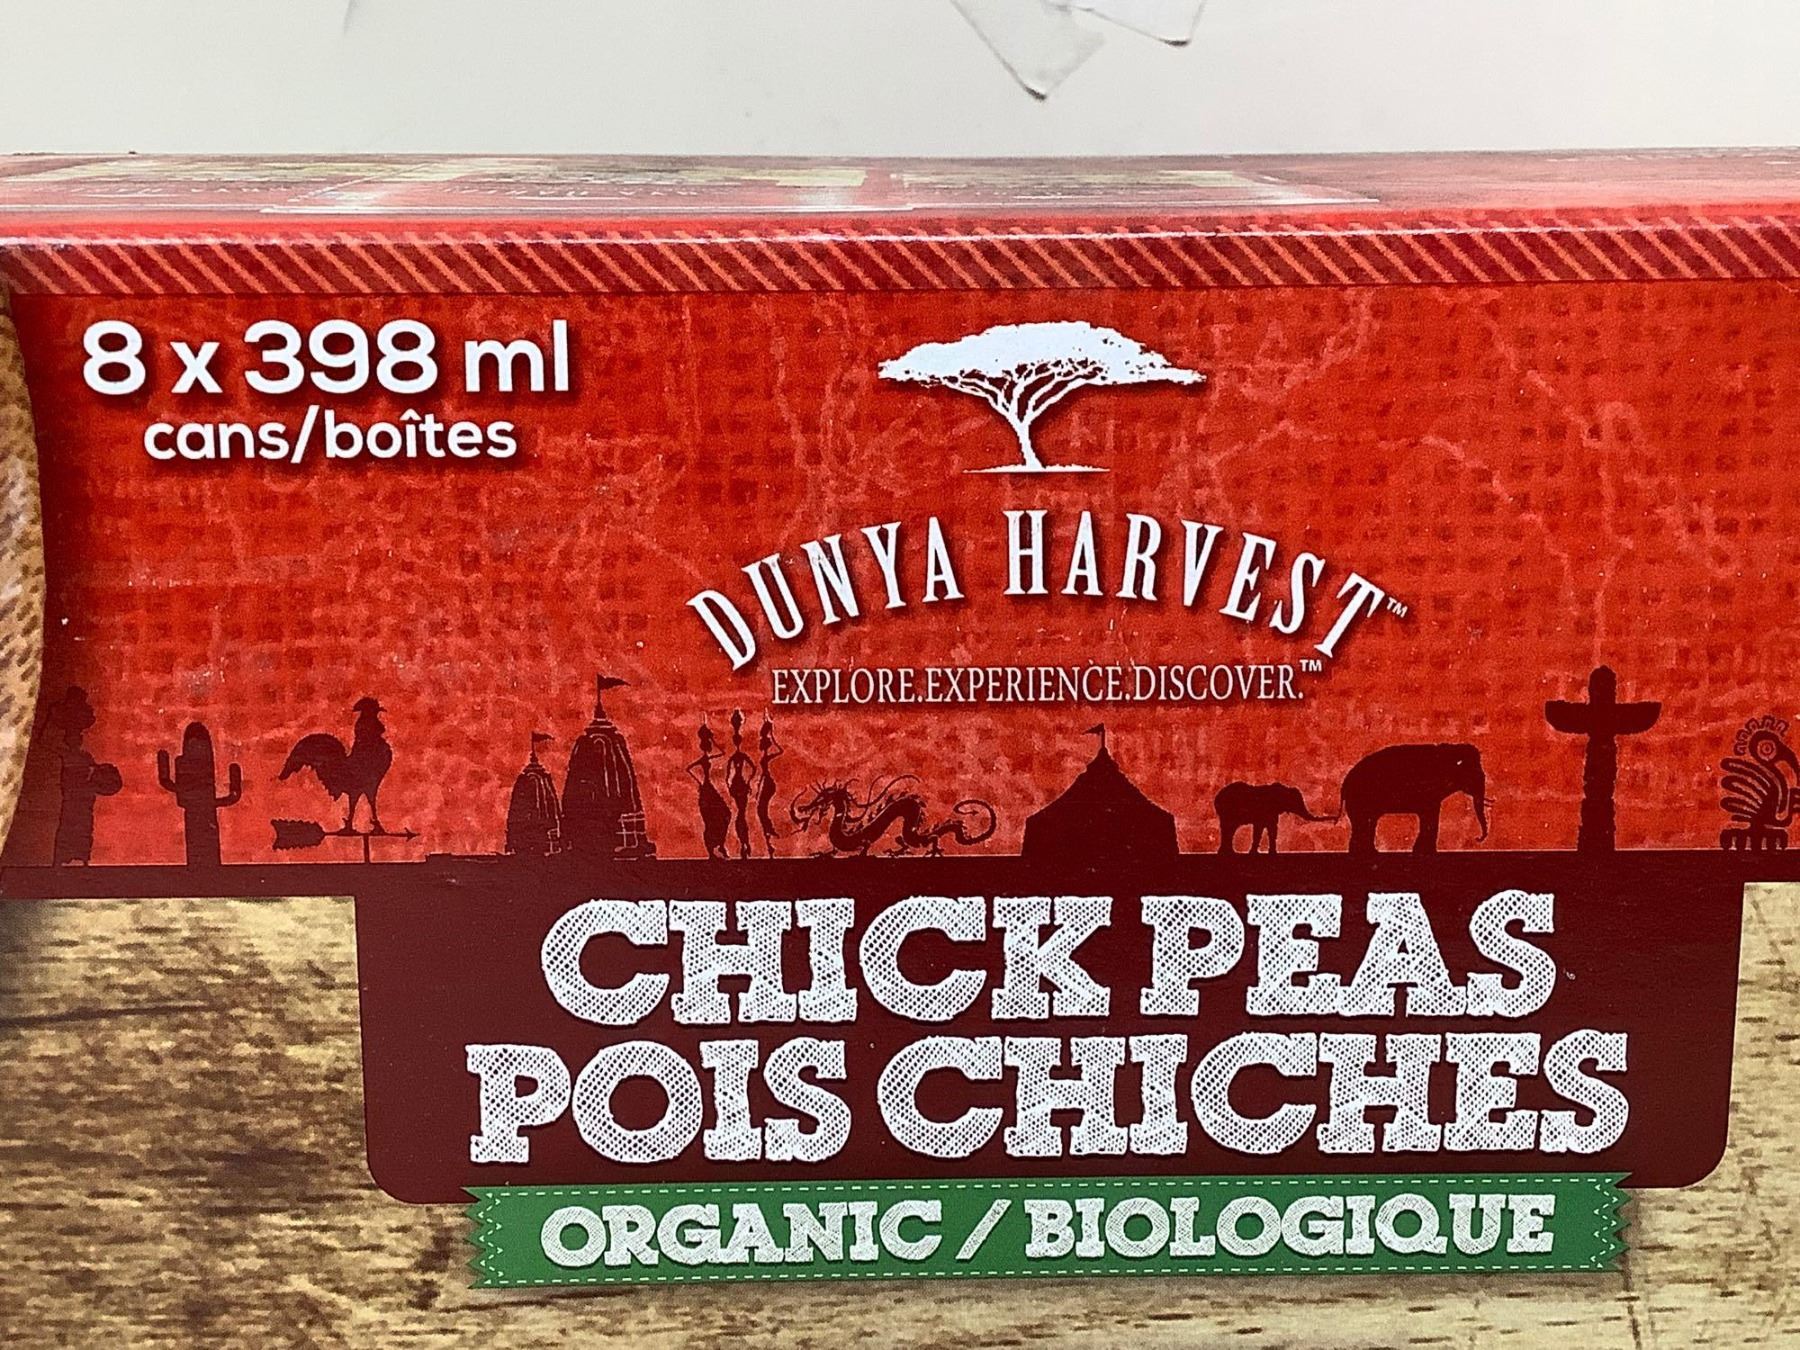 8 x 398 ml
cans/boîtes
DUNYA HARVEST™
EXPLORE.EXPERIENCE.DISCOVER.™
CHICK PEAS
POIS CHICHES
ORGANIC / BIOLOGIQUE